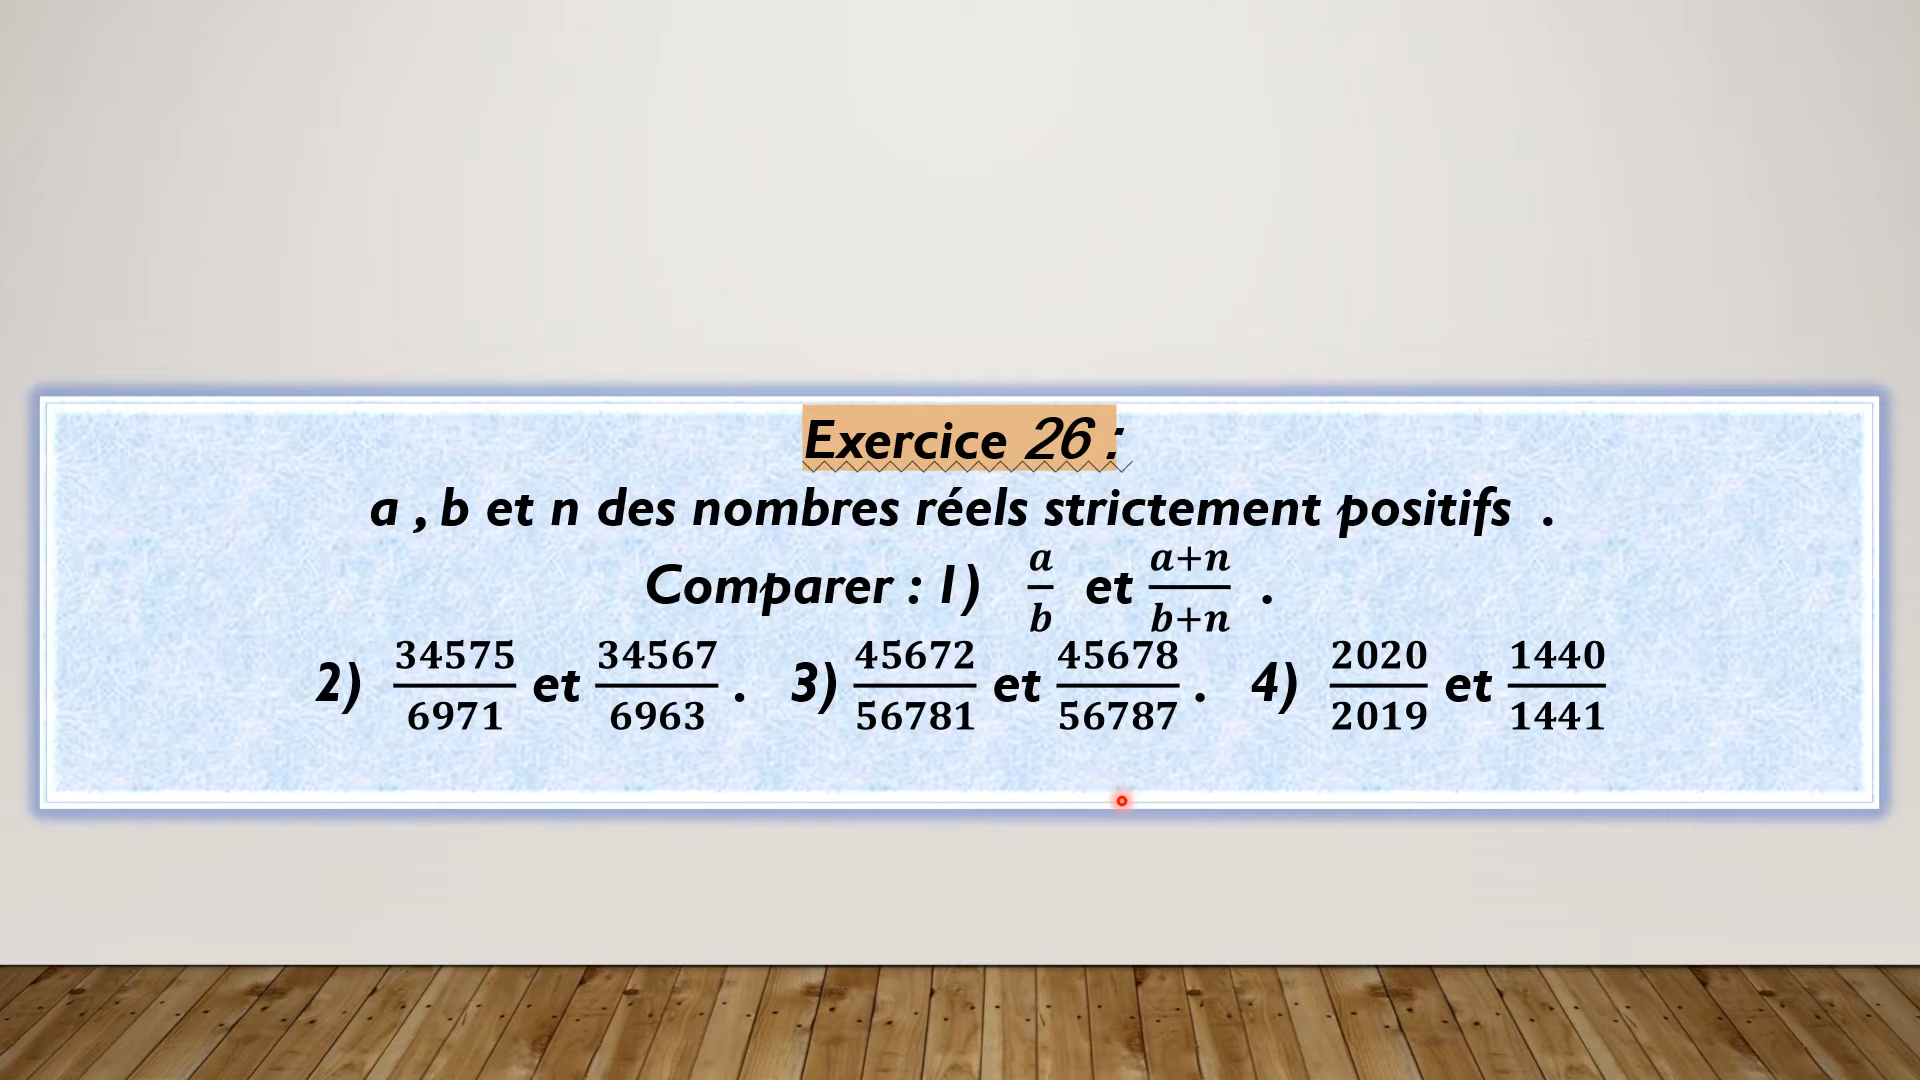 Exercice 26 :
a , b et n des nombres réels strictement positifs .
Comparer : 1) a/b et (a+n)/(b+n) .
2) 34575/6971 et 34567/6963 . 3) 45672/56781 et 45678/56787 . 4) 2020/2019 et 1440/1441